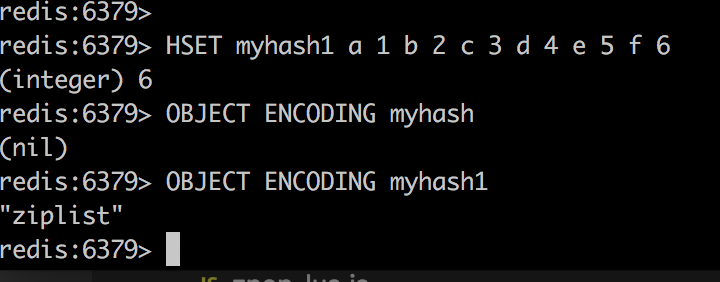 redis:6379>
redis:6379> HSET myhash1 a 1 b 2 c 3 d 4 e 5 f 6
(integer) 6
redis:6379> OBJECT ENCODING myhash
(nil)
redis:6379> OBJECT ENCODING myhash1
"ziplist"
redis:6379>